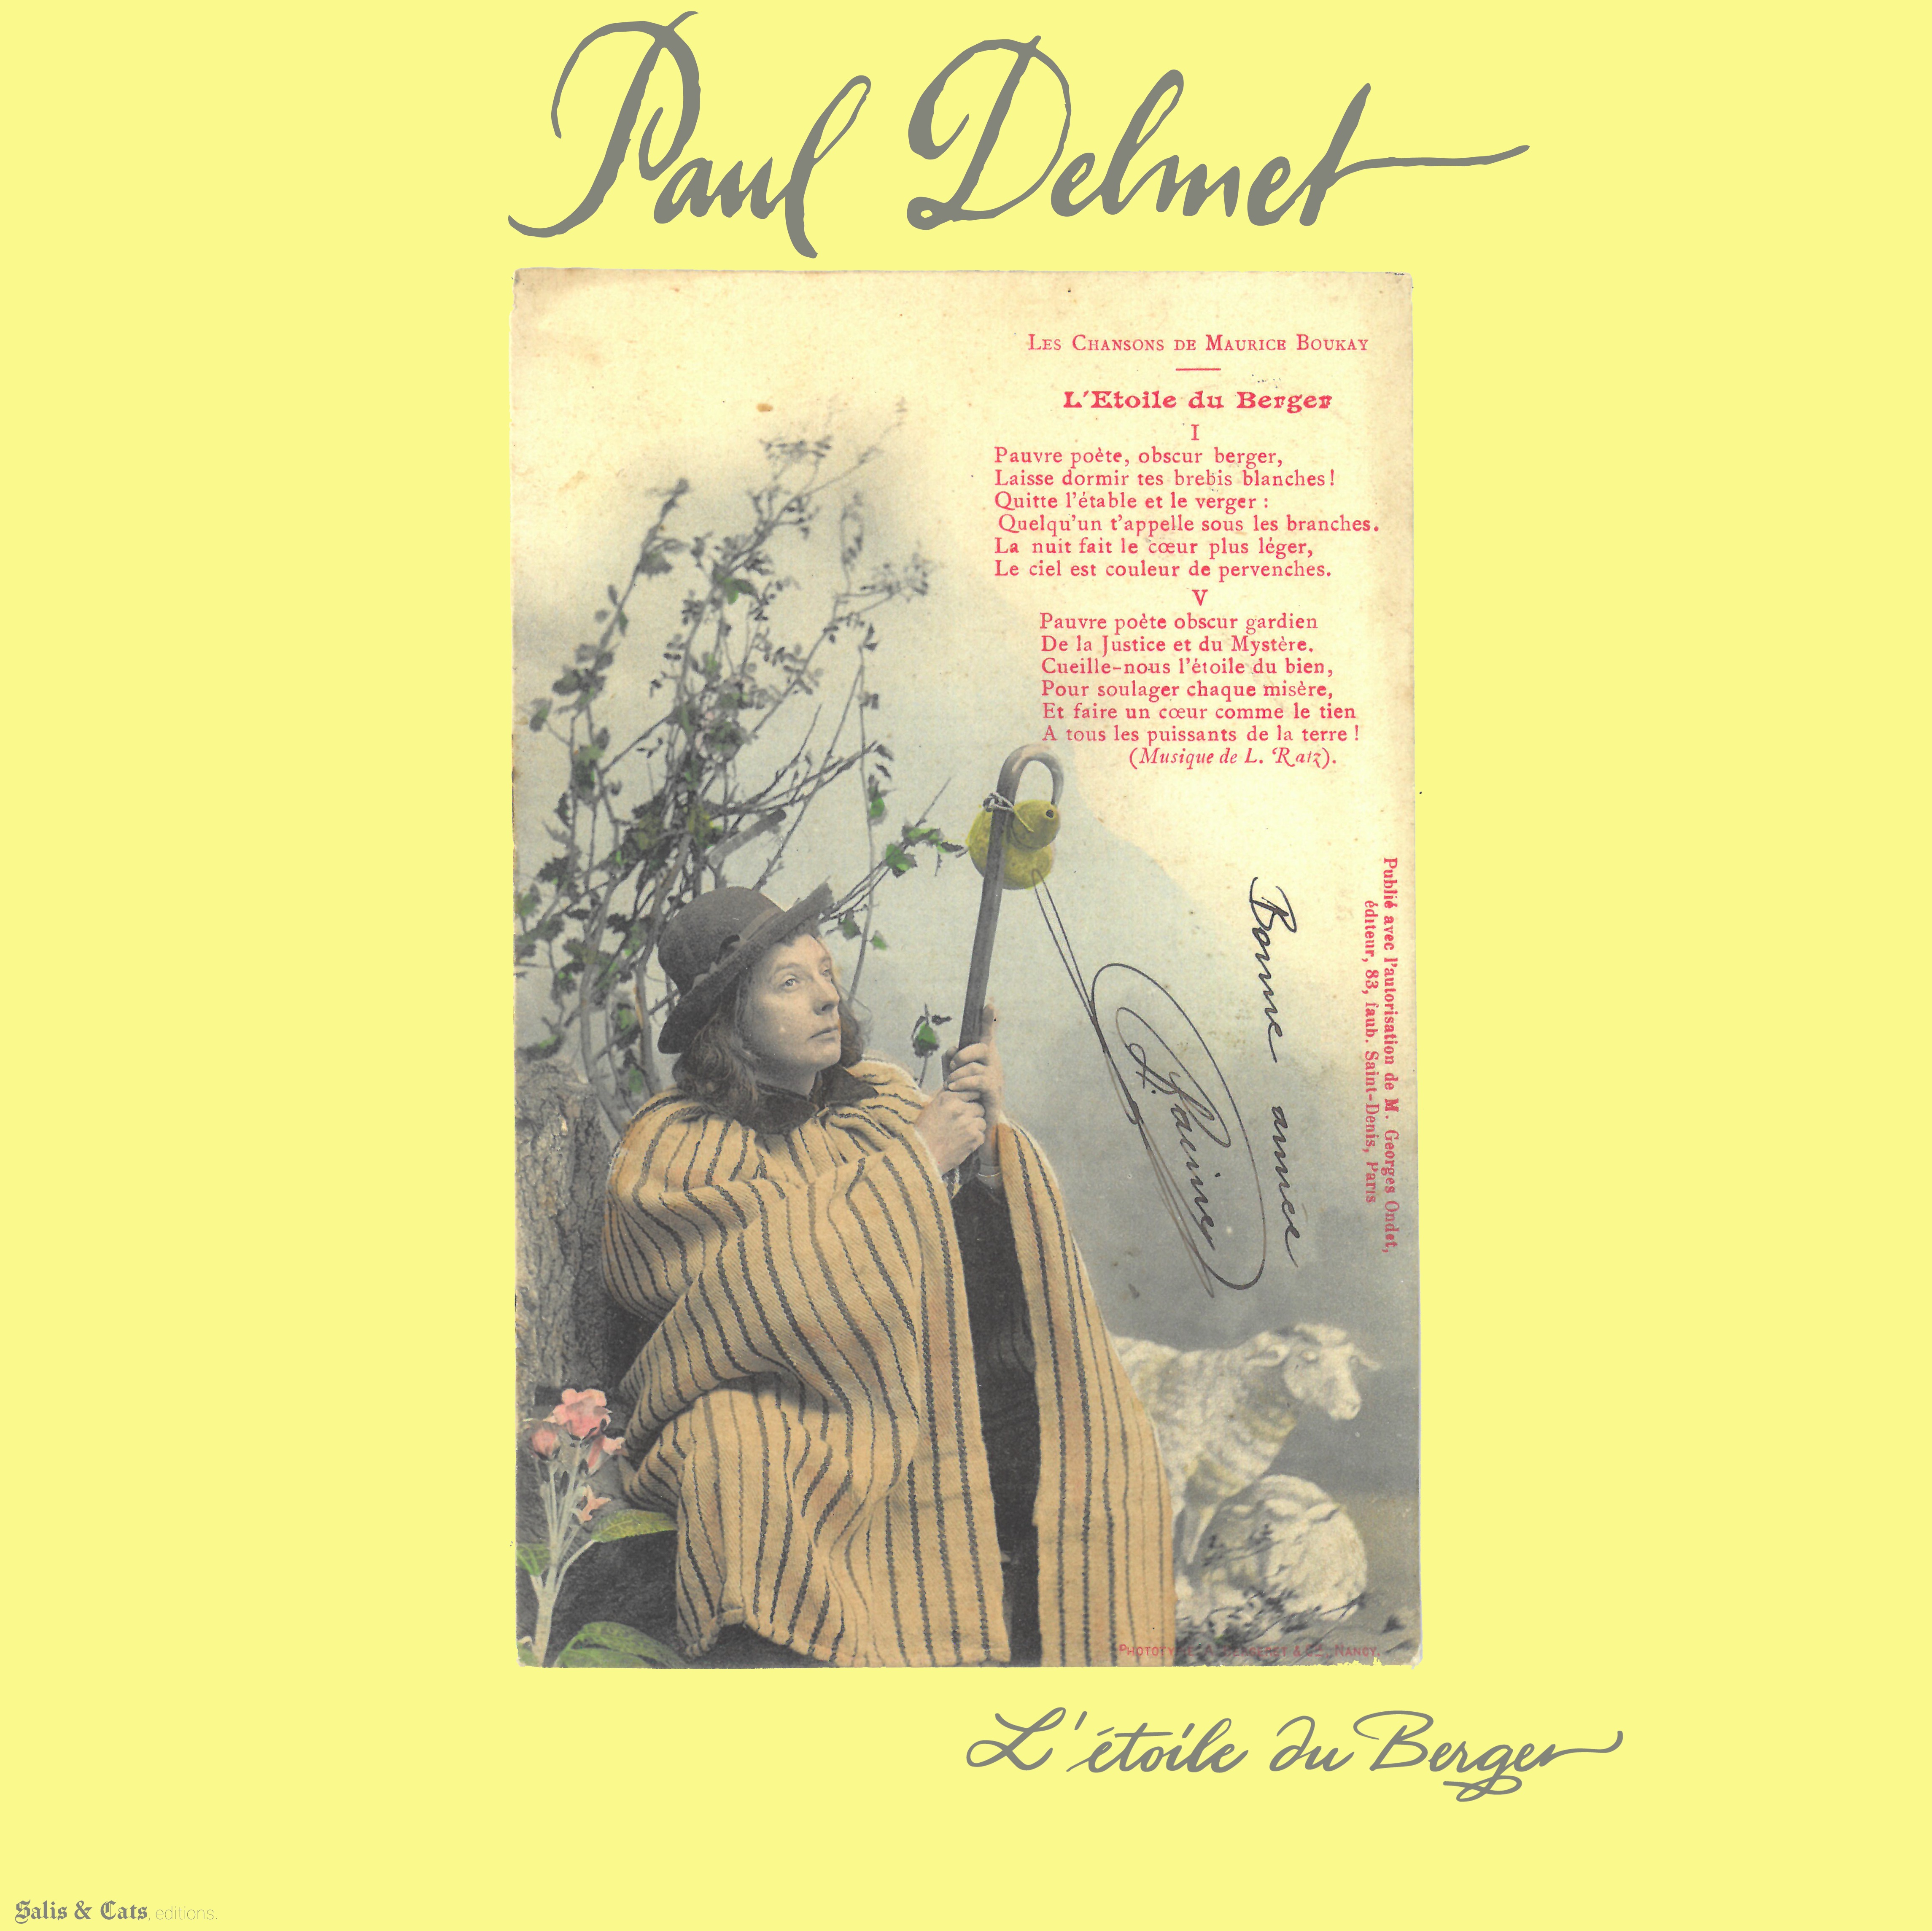 Paul Delmet
LES CHANSONS DE MAURICE BOUKAY
L'Etoile du Berger
I
Pauvre poète, obscur berger,
Laisse dormir tes brebis blanches !
Quitte l'étable et le verger :
Quelqu'un t'appelle sous les branches.
La nuit fait le cœur plus léger,
Le ciel est couleur de pervenches.
V
Pauvre poète obscur gardien
De la Justice et du Mystère.
Cueille-nous l'étoile du bien,
Pour soulager chaque misère,
Et faire un cœur comme le tien
A tous les puissants de la terre !
(Musique de L. Ratz).
Publié avec l'autorisation de M. Georges Ondet,
éditeur, 83, faub. Saint-Denis, Paris
Bonne année
NANCY
L'étoile du Berger
Salis & Cats, editions.